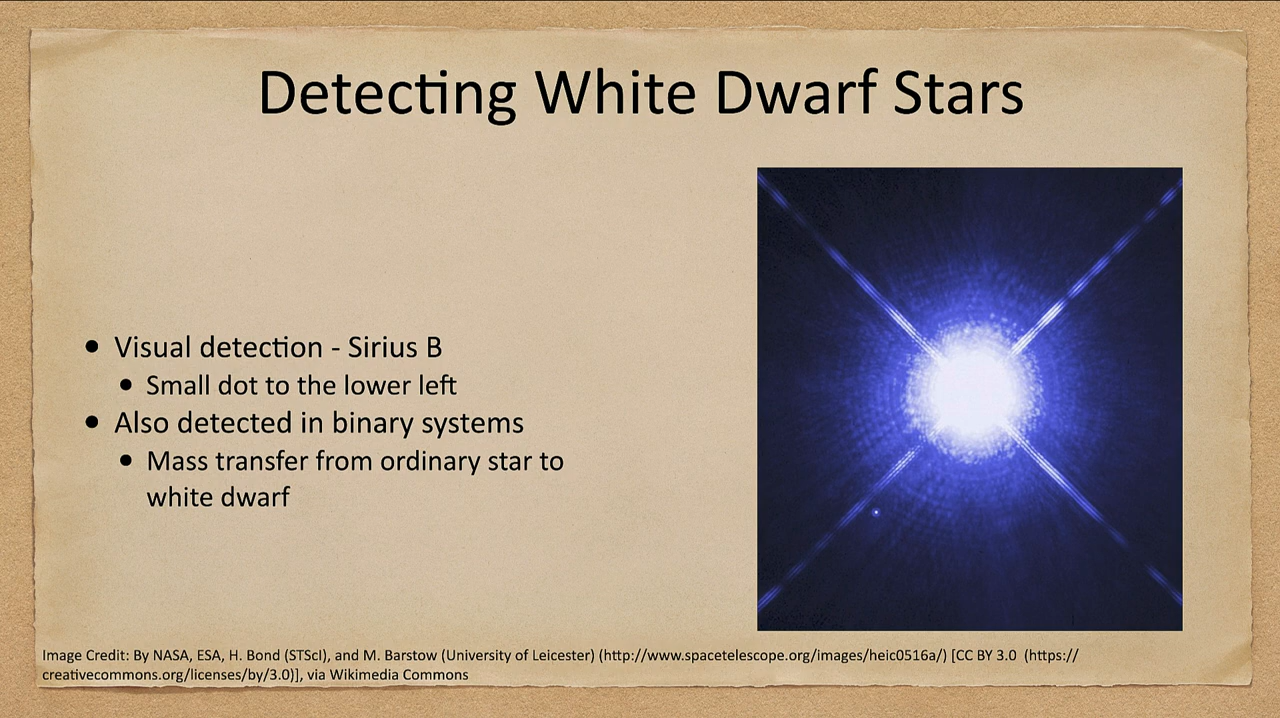 Detecting White Dwarf Stars
• Visual detection - Sirius B
• Small dot to the lower left
• Also detected in binary systems
• Mass transfer from ordinary star to
white dwarf
Image Credit: By NASA, ESA, H. Bond (STScI), and M. Barstow (University of Leicester) (http://www.spacetelescope.org/images/heic0516a/) [CC BY 3.0 (https://
creativecommons.org/licenses/by/3.0)], via Wikimedia Commons